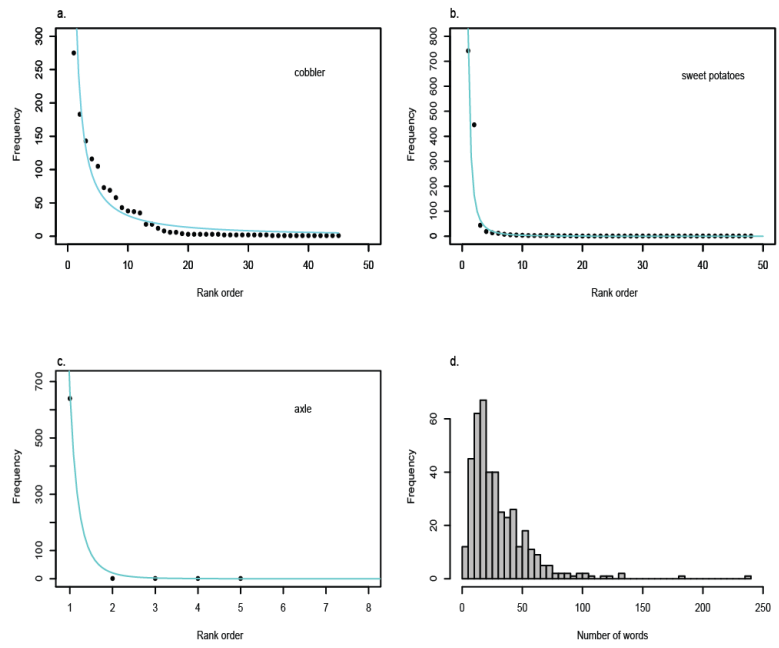 a.
Frequency
300
250
200
150
100
50
0
cobbler
0 10 20 30 40 50
Rank order
b.
Frequency
800
700
600
500
400
300
200
100
0
sweet potatoes
0 10 20 30 40 50
Rank order
c.
Frequency
700
500
300
100
0
axle
1 2 3 4 5 6 7 8
Rank order
d.
Frequency
60
40
20
0
0 50 100 150 200 250
Number of words